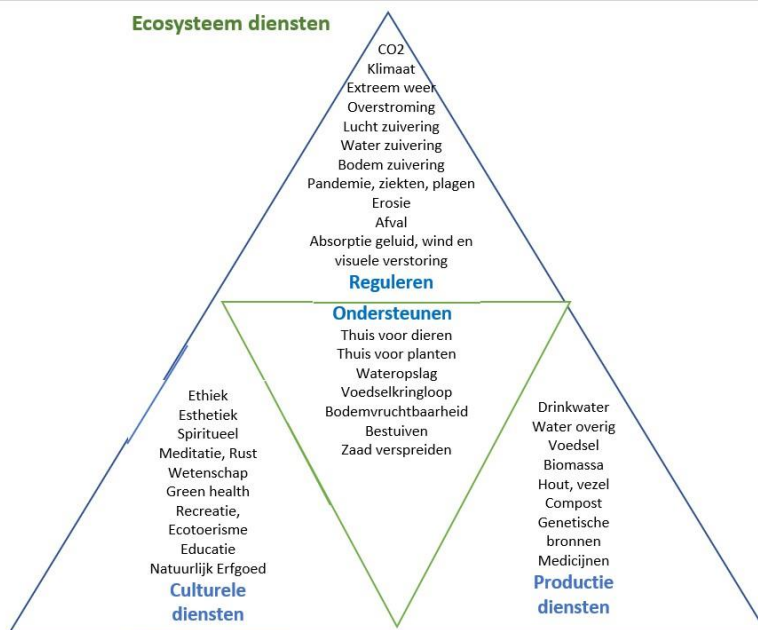 Ecosysteem diensten
CO2
Klimaat
Extreem weer
Overstroming
Lucht zuivering
Water zuivering
Bodem zuivering
Pandemie, ziekten, plagen
Erosie
Afval
Absorptie geluid, wind en
visuele verstoring
Reguleren
Ondersteunen
Thuis voor dieren
Thuis voor planten
Wateropslag
Voedselkringloop
Bodemvruchtbaarheid
Bestuiven
Zaad verspreiden
Ethiek
Esthetiek
Spiritueel
Meditatie, Rust
Wetenschap
Green health
Recreatie,
Ecotoerisme
Educatie
Natuurlijk Erfgoed
Culturele
diensten
Drinkwater
Water overig
Voedsel
Biomassa
Hout, vezel
Compost
Genetische
bronnen
Medicijnen
Productie
diensten